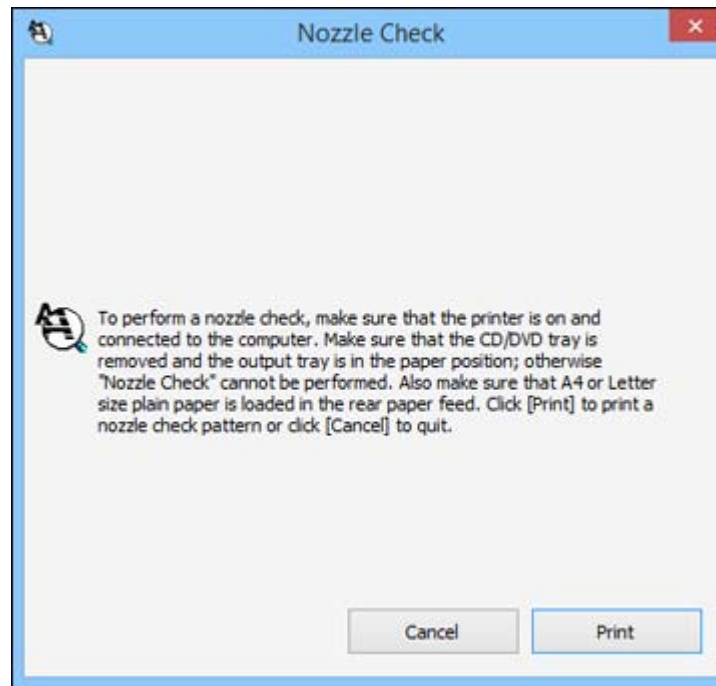 Nozzle Check
To perform a nozzle check, make sure that the printer is on and
connected to the computer. Make sure that the CD/DVD tray is
removed and the output tray is in the paper position; otherwise
"Nozzle Check" cannot be performed. Also make sure that A4 or Letter
size plain paper is loaded in the rear paper feed. Click [Print] to print a
nozzle check pattern or click [Cancel] to quit.
Cancel
Print